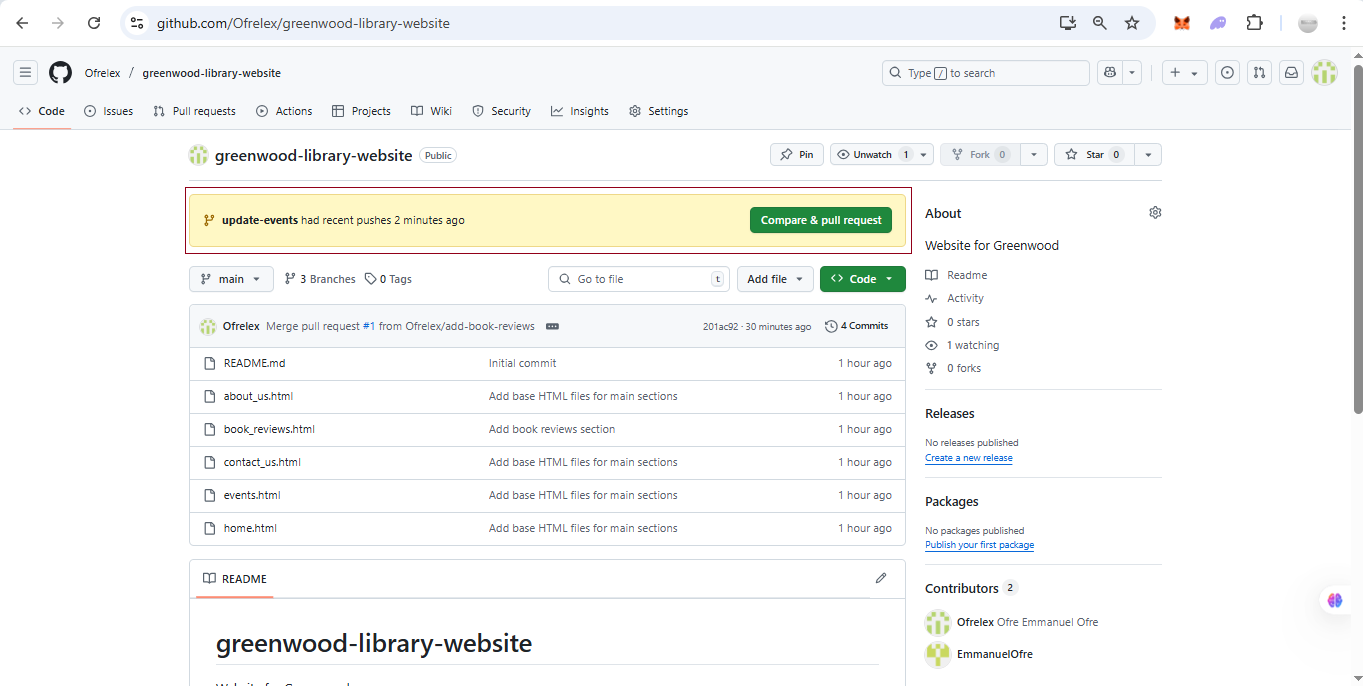 github.com/Ofrelex/greenwood-library-website
Ofrelex / greenwood-library-website
Type / to search
Code Issues Pull requests Actions Projects Wiki Security Insights Settings
greenwood-library-website Public
Pin Unwatch 1 Fork 0 Star 0
update-events had recent pushes 2 minutes ago Compare & pull request
main 3 Branches 0 Tags Go to file t Add file Code
Ofrelex Merge pull request #1 from Ofrelex/add-book-reviews 201ac92 · 30 minutes ago 4 Commits
README.md Initial commit 1 hour ago
about_us.html Add base HTML files for main sections 1 hour ago
book_reviews.html Add book reviews section 1 hour ago
contact_us.html Add base HTML files for main sections 1 hour ago
events.html Add base HTML files for main sections 1 hour ago
home.html Add base HTML files for main sections 1 hour ago
README
greenwood-library-website
About
Website for Greenwood
Readme
Activity
0 stars
1 watching
0 forks
Releases
No releases published
Create a new release
Packages
No packages published
Publish your first package
Contributors 2
Ofrelex Ofre Emmanuel Ofre
EmmanuelOfre